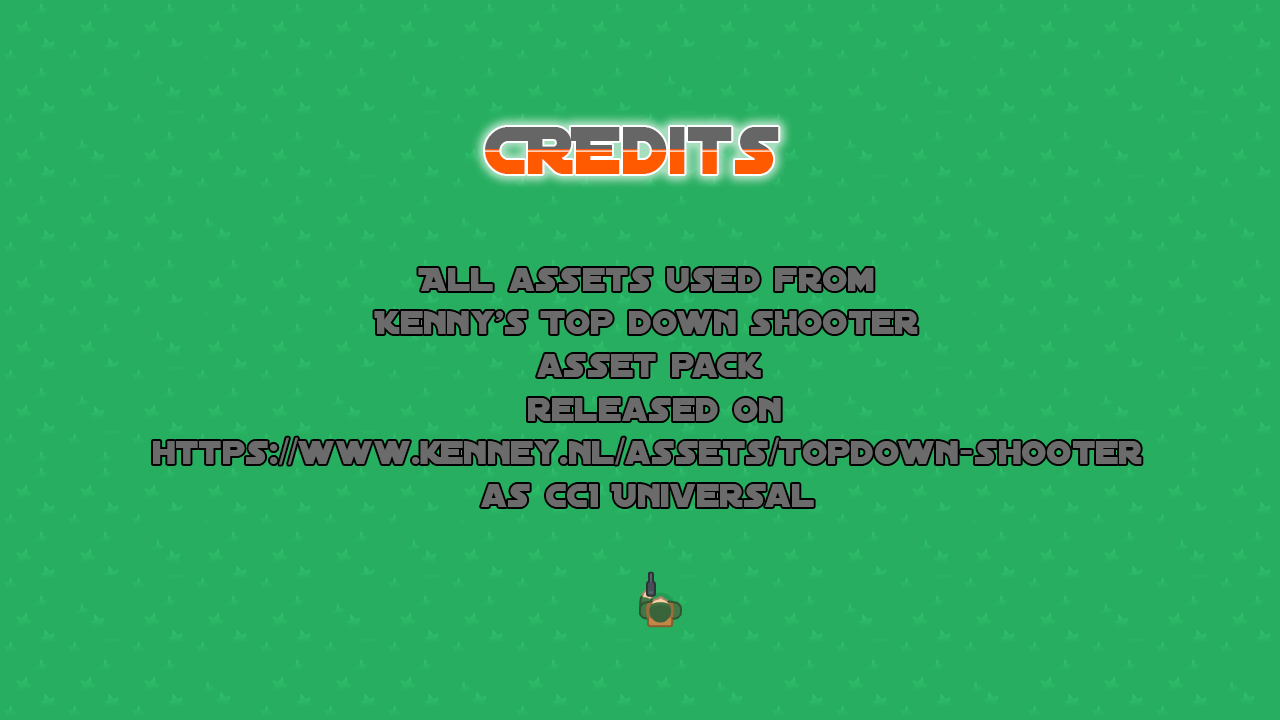 CREDITS
All assets used from
Kenny's Top Down Shooter
Asset Pack
Released on
https://www.kenney.nl/assets/topdown-shooter
as CC1 Universal